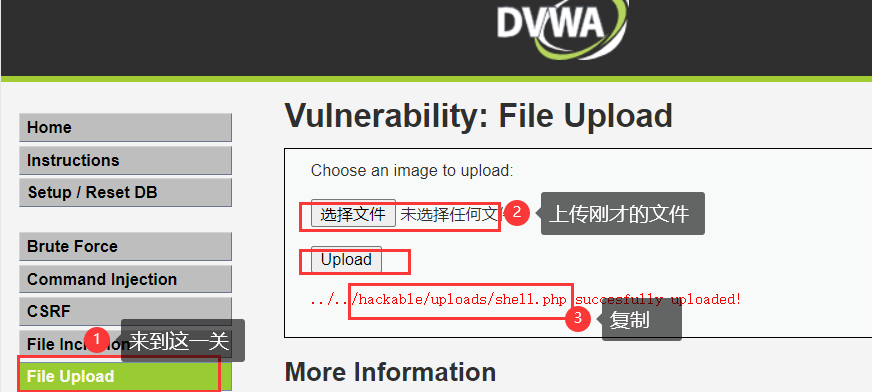 DVWA
Vulnerability: File Upload
Home
Instructions
Setup / Reset DB
Brute Force
Command Injection
CSRF
File Upload
1 来到这一关
Choose an image to upload:
选择文件 未选择任何文
2 上传刚才的文件
Upload
../../hackable/uploads/shell.php succesfully uploaded!
3 复制
More Information